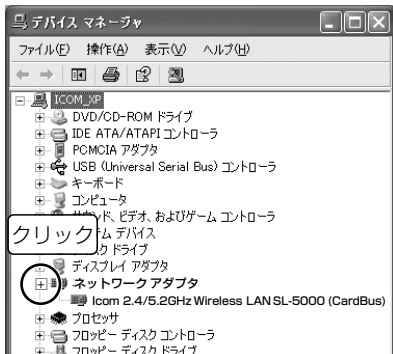 デバイス マネージャ
ファイル(F) 操作(A) 表示(V) ヘルプ(H)
ICOM_XP
DVD/CD-ROM ドライブ
IDE ATA/ATAPI コントローラ
PCMCIA アダプタ
USB (Universal Serial Bus) コントローラ
キーボード
コンピュータ
ド、ビデオ、およびゲーム コントローラ
クリック
テム デバイス
スク ドライブ
ディスプレイ アダプタ
ネットワーク アダプタ
Icom 2.4/5.2GHz Wireless LAN SL-5000 (CardBus)
プロセッサ
フロッピー ディスク コントローラ
フロッピー ディスク ドライブ